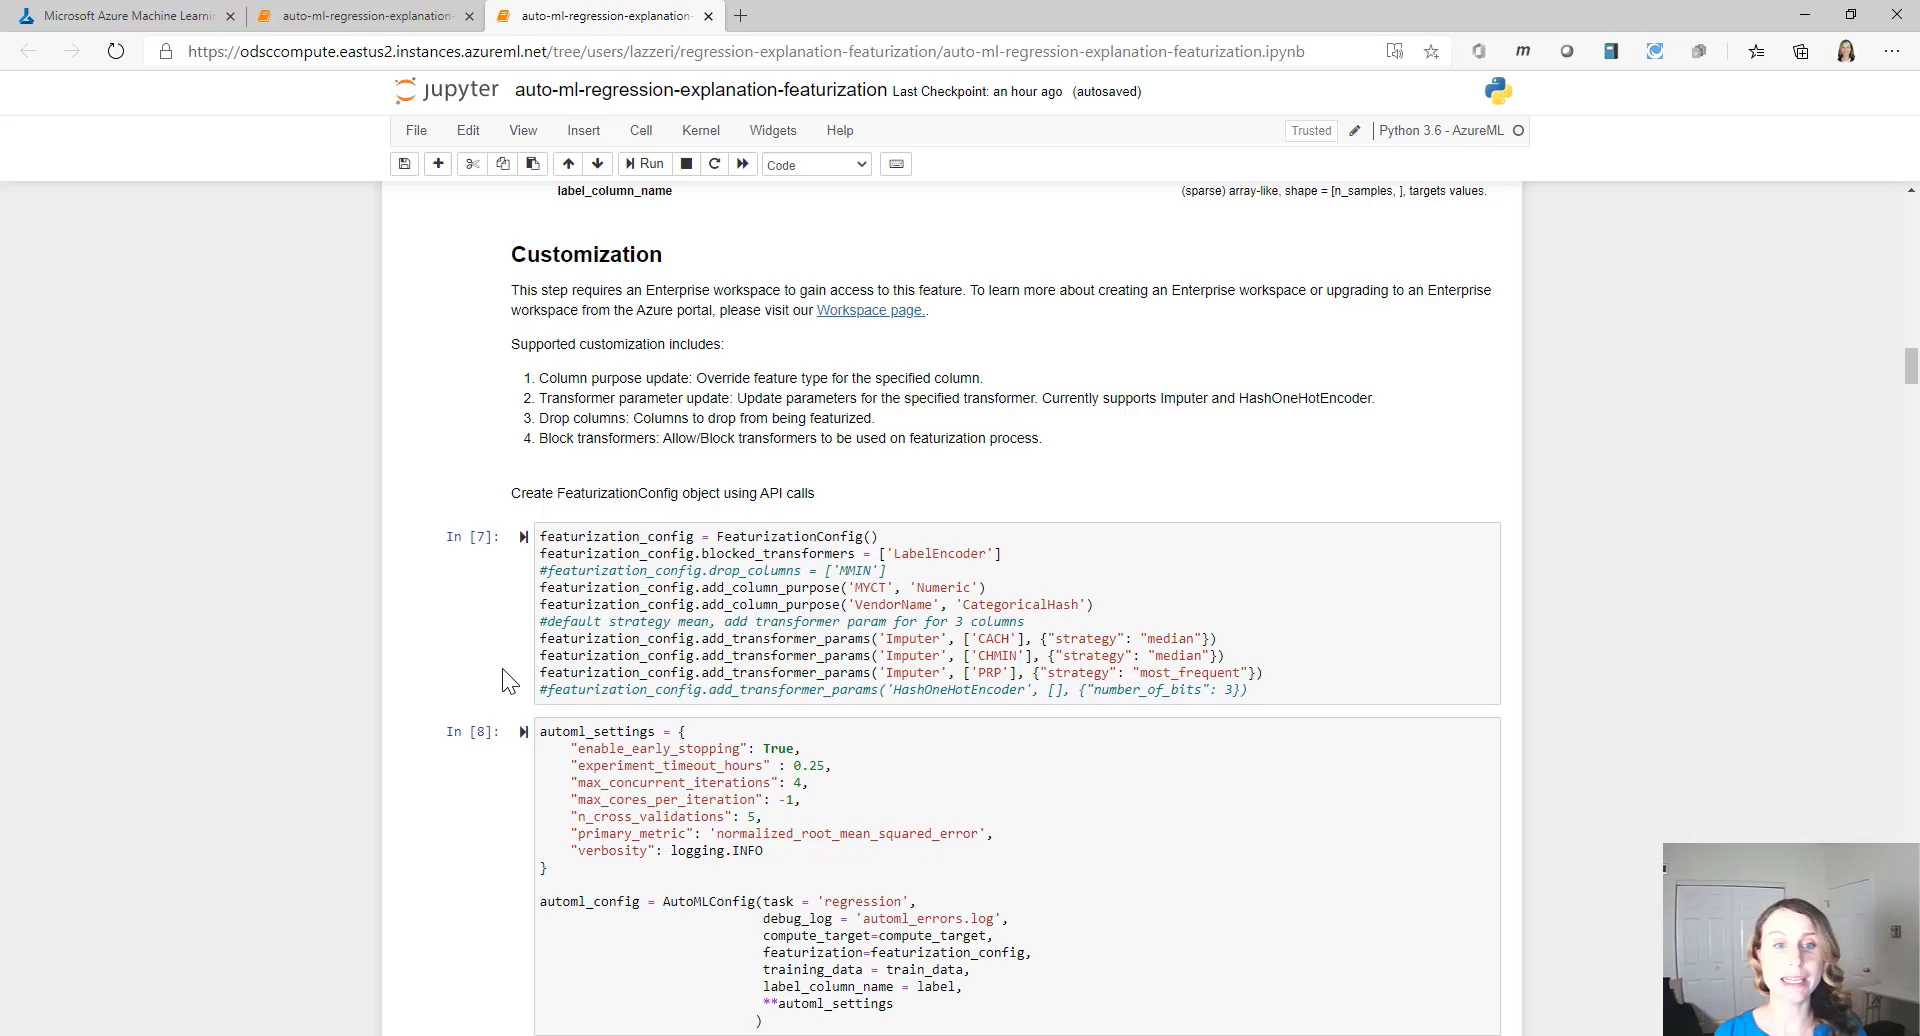 Microsoft Azure Machine Learni
auto-ml-regression-explanation-
auto-ml-regression-explanation-
https://odsccompute.eastus2.instances.azureml.net/tree/users/lazzeri/regression-explanation-featurization/auto-ml-regression-explanation-featurization.ipynb
m
jupyter auto-ml-regression-explanation-featurization Last Checkpoint: an hour ago (autosaved)
File Edit View Insert Cell Kernel Widgets Help Trusted Python 3.6 - AzureML
Run Code
label_column_name (sparse) array-like, shape = [n_samples, ], targets values.
Customization
This step requires an Enterprise workspace to gain access to this feature. To learn more about creating an Enterprise workspace or upgrading to an Enterprise
workspace from the Azure portal, please visit our Workspace page..
Supported customization includes:
1. Column purpose update: Override feature type for the specified column.
2. Transformer parameter update: Update parameters for the specified transformer. Currently supports Imputer and HashOneHotEncoder.
3. Drop columns: Columns to drop from being featurized.
4. Block transformers: Allow/Block transformers to be used on featurization process.
Create FeaturizationConfig object using API calls
In [7]: featurization_config = FeaturizationConfig()
featurization_config.blocked_transformers = ['LabelEncoder']
#featurization_config.drop_columns = ['MMIN']
featurization_config.add_column_purpose('MYCT', 'Numeric')
featurization_config.add_column_purpose('VendorName', 'CategoricalHash')
#default strategy mean, add transformer param for for 3 columns
featurization_config.add_transformer_params('Imputer', ['CACH'], {"strategy": "median"})
featurization_config.add_transformer_params('Imputer', ['CHMIN'], {"strategy": "median"})
featurization_config.add_transformer_params('Imputer', ['PRP'], {"strategy": "most_frequent"})
#featurization_config.add_transformer_params('HashOneHotEncoder', [], {"number_of_bits": 3})
In [8]: automl_settings = {
"enable_early_stopping": True,
"experiment_timeout_hours" : 0.25,
"max_concurrent_iterations": 4,
"max_cores_per_iteration": -1,
"n_cross_validations": 5,
"primary_metric": 'normalized_root_mean_squared_error',
"verbosity": logging.INFO
}
automl_config = AutoMLConfig(task = 'regression',
debug_log = 'automl_errors.log',
compute_target=compute_target,
featurization=featurization_config,
training_data = train_data,
label_column_name = label,
**automl_settings
)